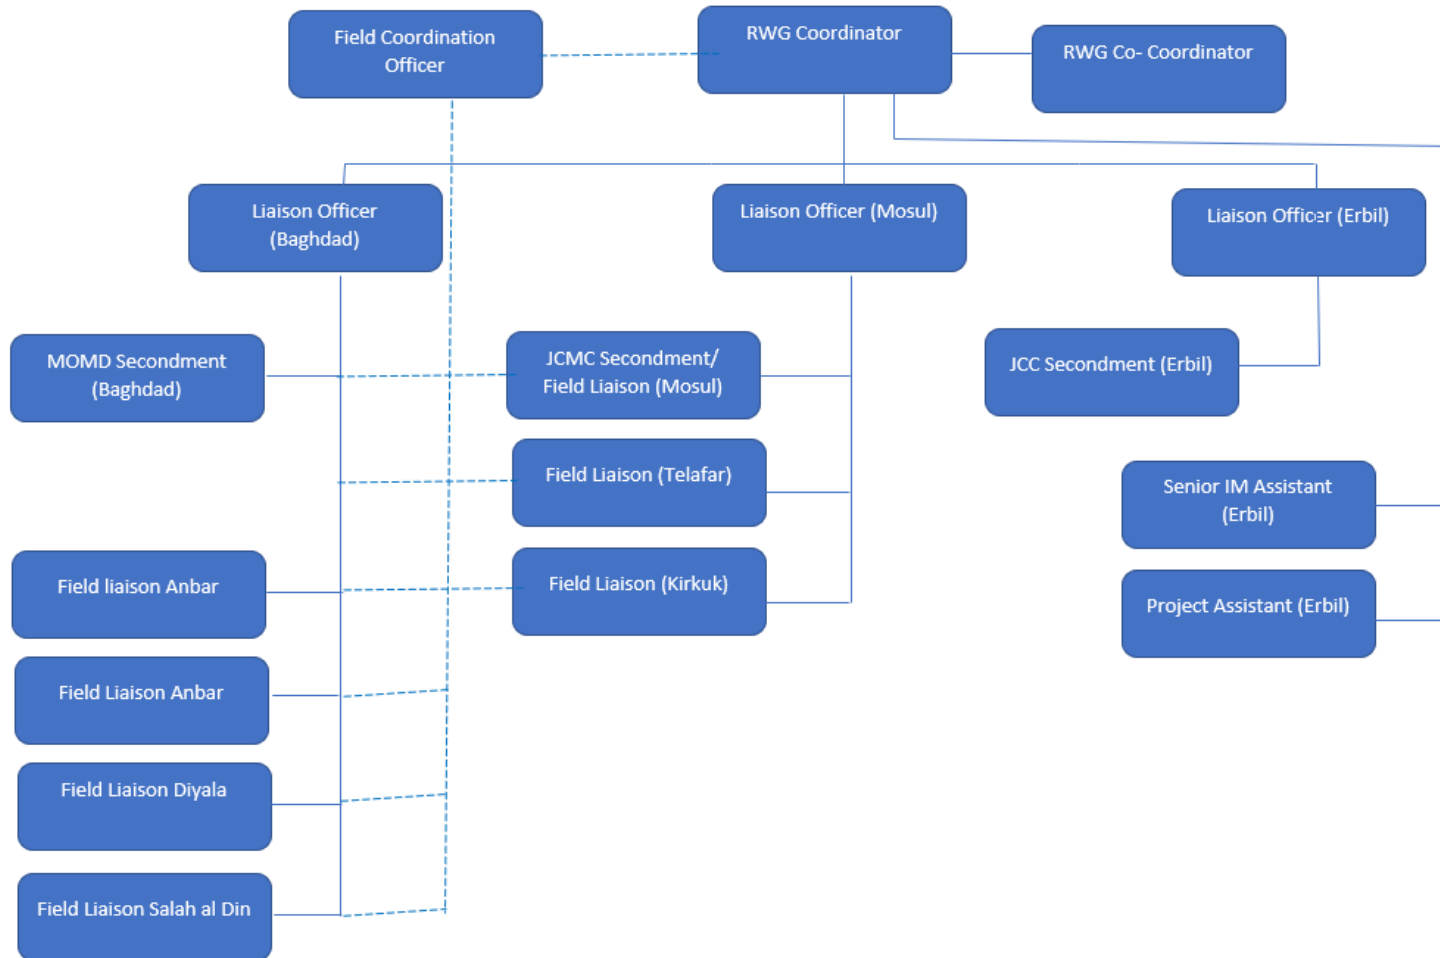 Field Coordination
Officer
RWG Coordinator
RWG Co- Coordinator
Liaison Officer
(Baghdad)
Liaison Officer (Mosul)
Liaison Officer (Erbil)
MOMD Secondment
(Baghdad)
JCMC Secondment/
Field Liaison (Mosul)
JCC Secondment (Erbil)
Field Liaison (Telafar)
Senior IM Assistant
(Erbil)
Field liaison Anbar
Field Liaison (Kirkuk)
Project Assistant (Erbil)
Field Liaison Anbar
Field Liaison Diyala
Field Liaison Salah al Din